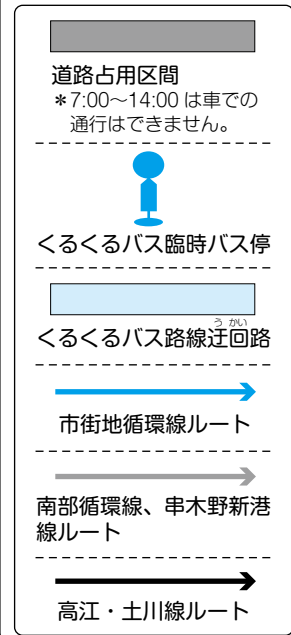 道路占用区間
＊7:00～14:00 は車での
通行はできません。
くるくるバス臨時バス停
くるくるバス路線迂回路
うかい
市街地循環線ルート
南部循環線、串木野新港
線ルート
高江・土川線ルート